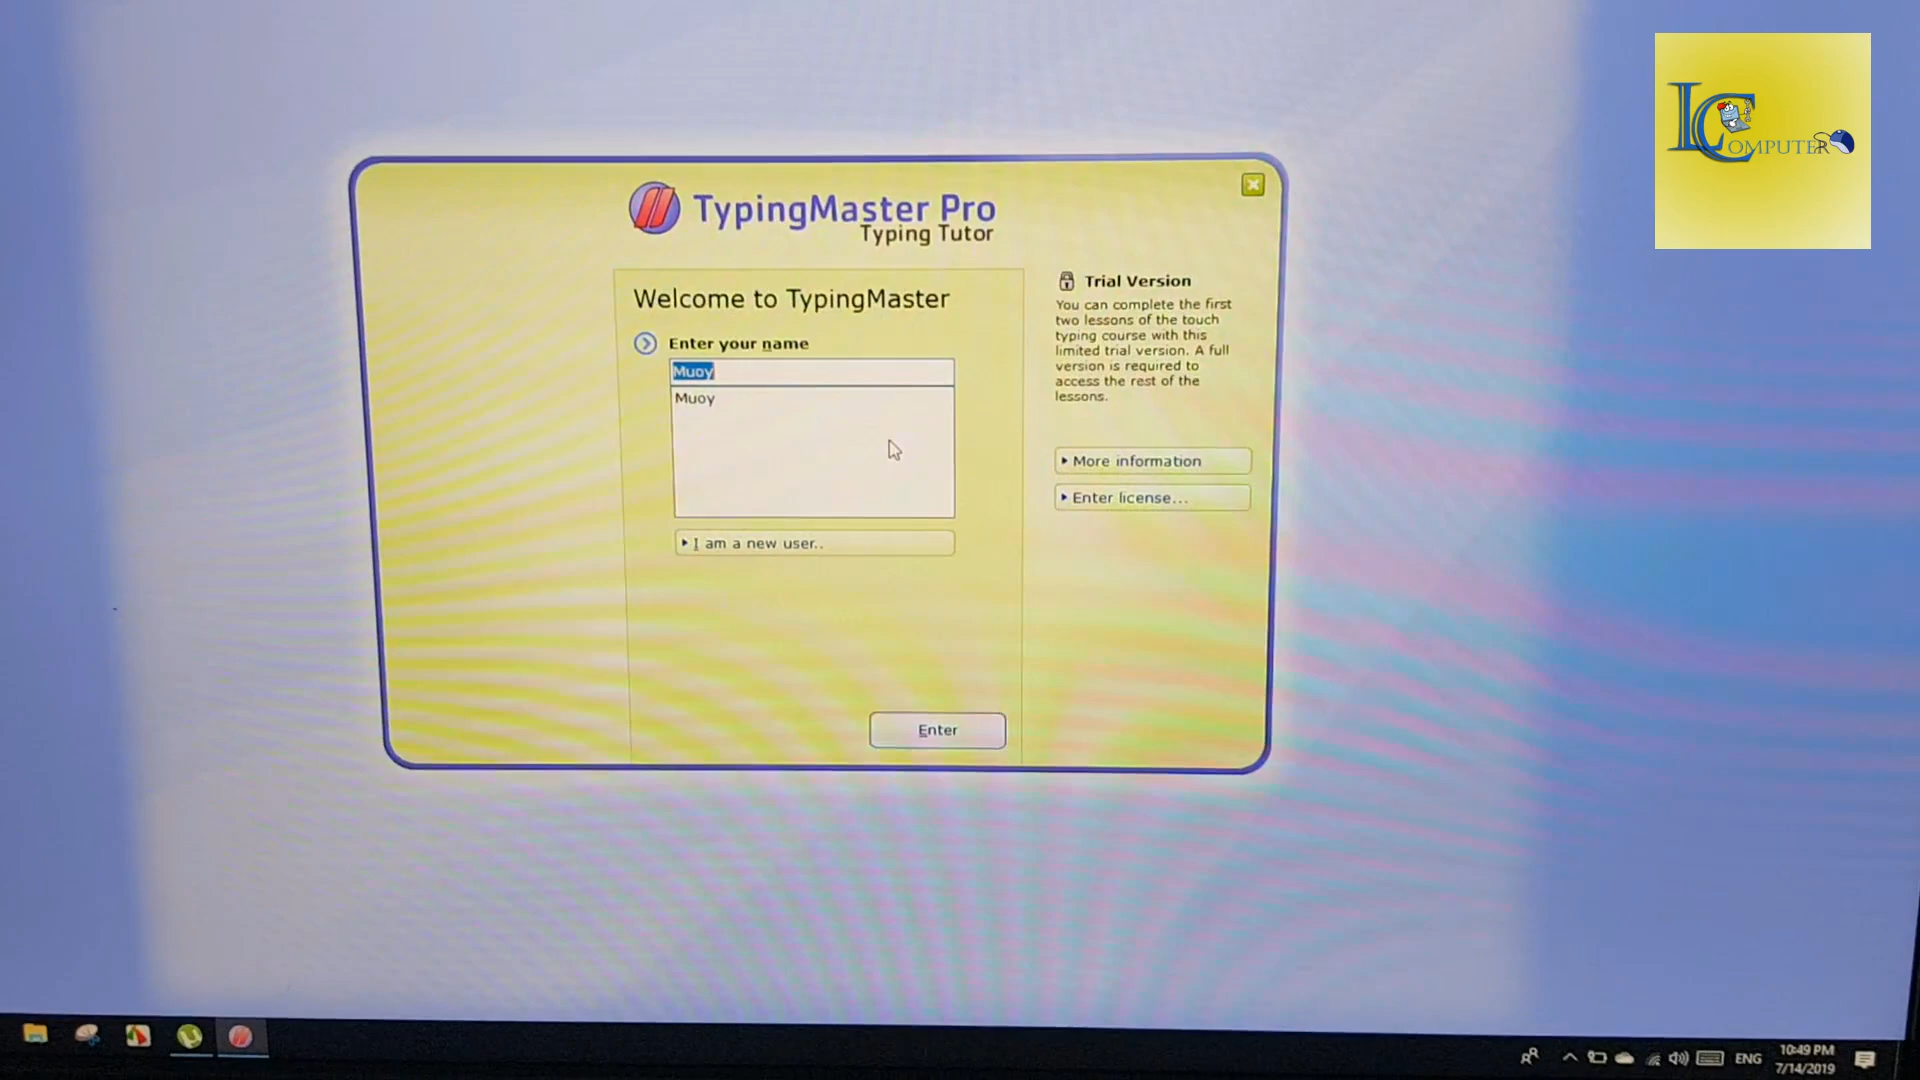 LC
COMPUTER
TypingMaster Pro
Typing Tutor
Welcome to TypingMaster
Enter your name
Muoy
Muoy
I am a new user..
Enter
Trial Version
You can complete the first
two lessons of the touch
typing course with this
limited trial version. A full
version is required to
access the rest of the
lessons.
More information
Enter license...
ENG
10:49 PM
7/14/2019